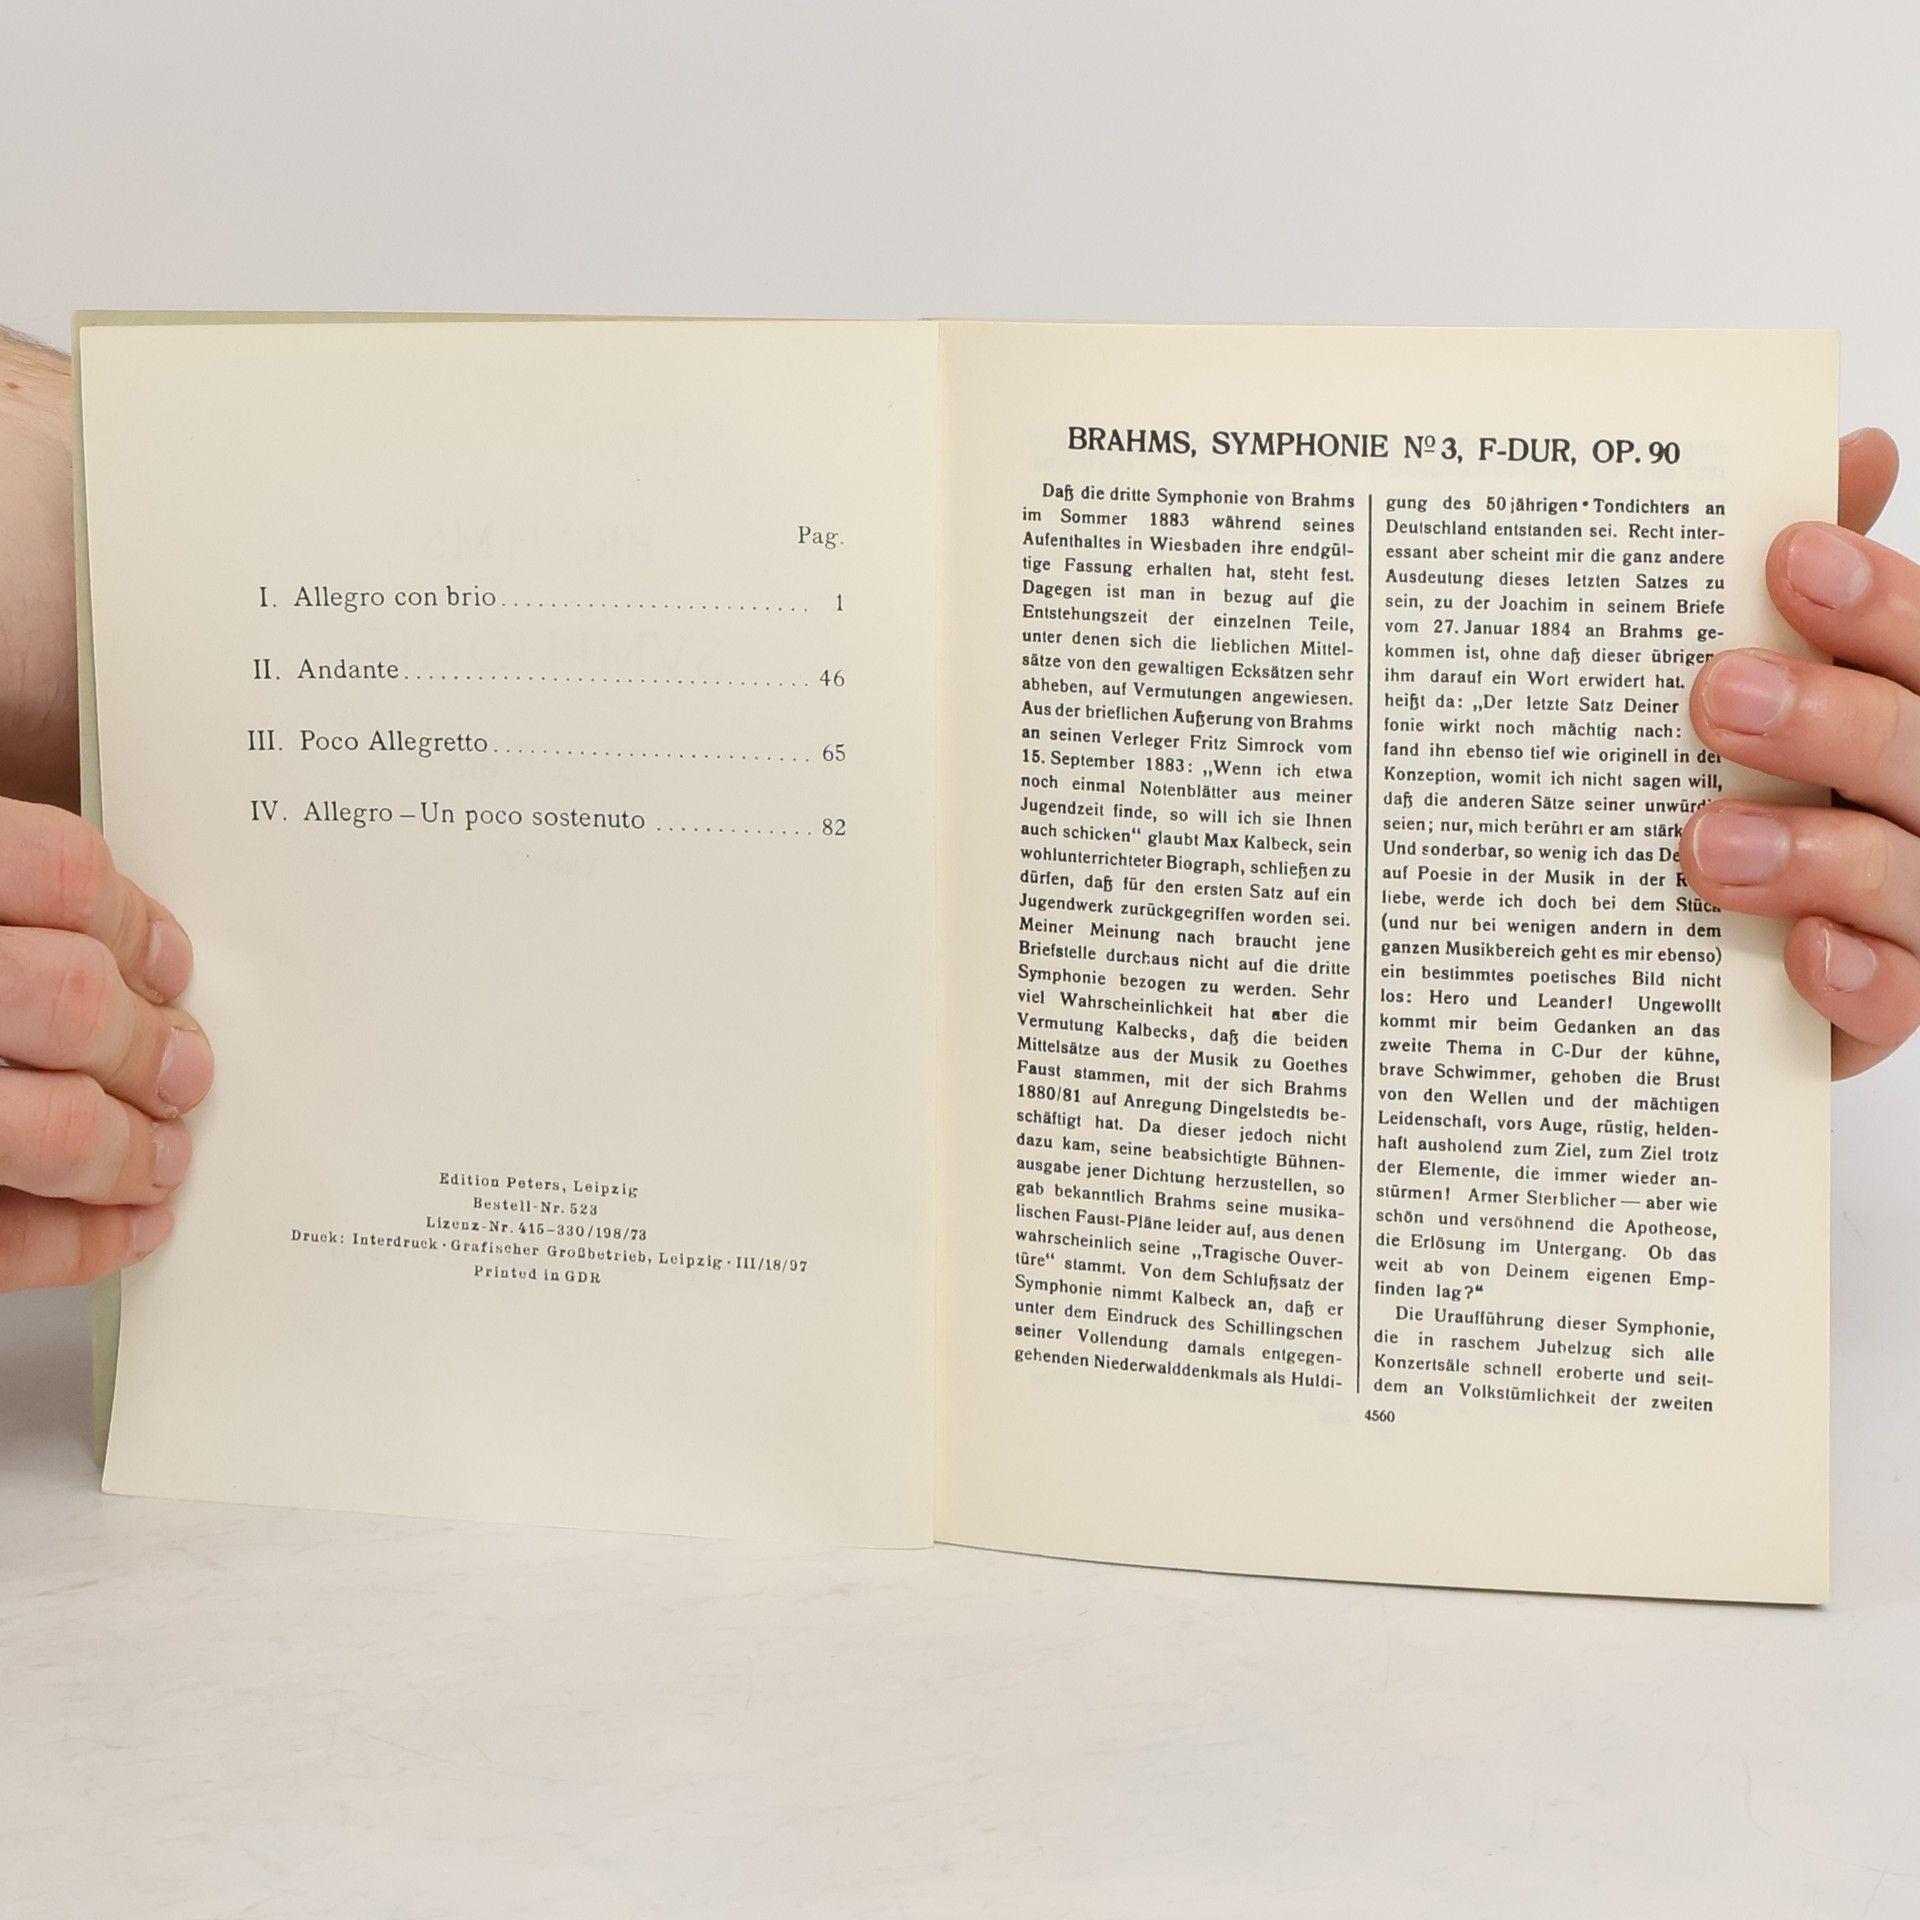 Pag.
I. Allegro con brio........................ 1
II. Andante................................ 46
III. Poco Allegretto......................... 65
IV. Allegro – Un poco sostenuto ............. 82
Edition Peters, Leipzig
Bestell-Nr. 523
Lizenz-Nr. 415–330/198/73
Druck: Interdruck · Grafischer Großbetrieb, Leipzig · III/18/97
Printed in GDR
BRAHMS, SYMPHONIE Nº 3, F-DUR, OP. 90
Daß die dritte Symphonie von Brahms
im Sommer 1883 während seines
Aufenthaltes in Wiesbaden ihre endgül-
tige Fassung erhalten hat, steht fest.
Dagegen ist man in bezug auf die
Entstehungszeit der einzelnen Teile,
unter denen sich die lieblichen Mittel-
sätze von den gewaltigen Ecksätzen sehr
abheben, auf Vermutungen angewiesen.
Aus der brieflichen Äußerung von Brahms
an seinen Verleger Fritz Simrock vom
15. September 1883: „Wenn ich etwa
noch einmal Notenblätter aus meiner
Jugendzeit finde, so will ich sie Ihnen
auch schicken“ glaubt Max Kalbeck, sein
wohlunterrichteter Biograph, schließen zu
dürfen, daß für den ersten Satz auf ein
Jugendwerk zurückgegriffen worden sei.
Meiner Meinung nach braucht jene
Briefstelle durchaus nicht auf die dritte
Symphonie bezogen zu werden. Sehr
viel Wahrscheinlichkeit hat aber die
Vermutung Kalbecks, daß die beiden
Mittelsätze aus der Musik zu Goethes
Faust stammen, mit der sich Brahms
1880/81 auf Anregung Dingelstedts be-
schäftigt hat. Da dieser jedoch nicht
dazu kam, seine beabsichtigte Bühnen-
ausgabe jener Dichtung herzustellen, so
gab bekanntlich Brahms seine musika-
lischen Faust-Pläne leider auf, aus denen
wahrscheinlich seine „Tragische Ouver-
türe“ stammt. Von dem Schlußsatz der
Symphonie nimmt Kalbeck an, daß er
unter dem Eindruck des Schillingschen
seiner Vollendung damals entgegen-
gehenden Niederwalddenkmals als Huldi-
gung des 50 jährigen Tondichters an
Deutschland entstanden sei. Recht inter-
essant aber scheint mir die ganz andere
Ausdeutung dieses letzten Satzes zu
sein, zu der Joachim in seinem Briefe
vom 27. Januar 1884 an Brahms ge-
kommen ist, ohne daß dieser übrigen
ihm darauf ein Wort erwidert hat.
heißt da: „Der letzte Satz Deiner
fonie wirkt noch mächtig nach:
fand ihn ebenso tief wie originell in der
Konzeption, womit ich nicht sagen will,
daß die anderen Sätze seiner unwürdi
seien; nur, mich berührt er am stärk
Und sonderbar, so wenig ich das De
auf Poesie in der Musik in der R
liebe, werde ich doch bei dem Stück
(und nur bei wenigen andern in dem
ganzen Musikbereich geht es mir ebenso)
ein bestimmtes poetisches Bild nicht
los: Hero und Leander! Ungewollt
kommt mir beim Gedanken an das
zweite Thema in C-Dur der kühne,
brave Schwimmer, gehoben die Brust
von den Wellen und der mächtigen
Leidenschaft, vors Auge, rüstig, helden-
haft ausholend zum Ziel, zum Ziel trotz
der Elemente, die immer wieder an-
stürmen! Armer Sterblicher — aber wie
schön und versöhnend die Apotheose,
die Erlösung im Untergang. Ob das
weit ab von Deinem eigenen Emp-
finden lag?“
Die Uraufführung dieser Symphonie,
die in raschem Jubelzug sich alle
Konzertsäle schnell eroberte und seit-
dem an Volkstümlichkeit der zweiten
4560